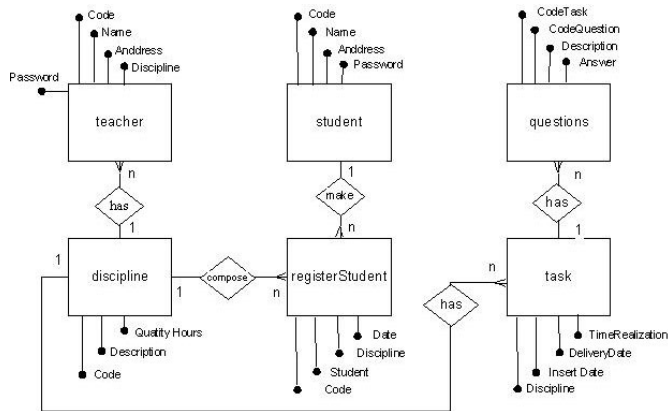 Code
Name
Anddress
Discipline
Password
teacher
n
has
1
Code
Name
Anddress
Password
student
1
make
n
CodeTask
CodeQuestion
Description
Answer
questions
n
has
1
1
discipline
1
compose
n
registerStudent
n
has
task
Quatity Hours
Description
Code
Date
Discipline
Student
Code
TimeRealization
DeliveryDate
Insert Date
Discipline